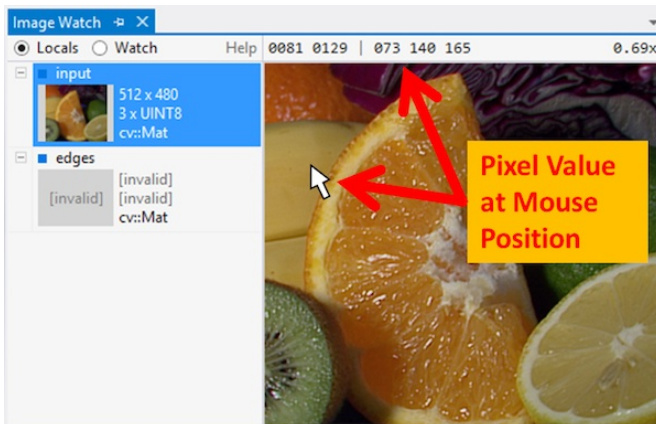 Image Watch
Locals Watch Help 0081 0129 | 073 140 165 0.69x
input
512 x 480
3 x UINT8
cv::Mat
edges
[invalid]
[invalid]
[invalid]
cv::Mat
Pixel Value
at Mouse
Position